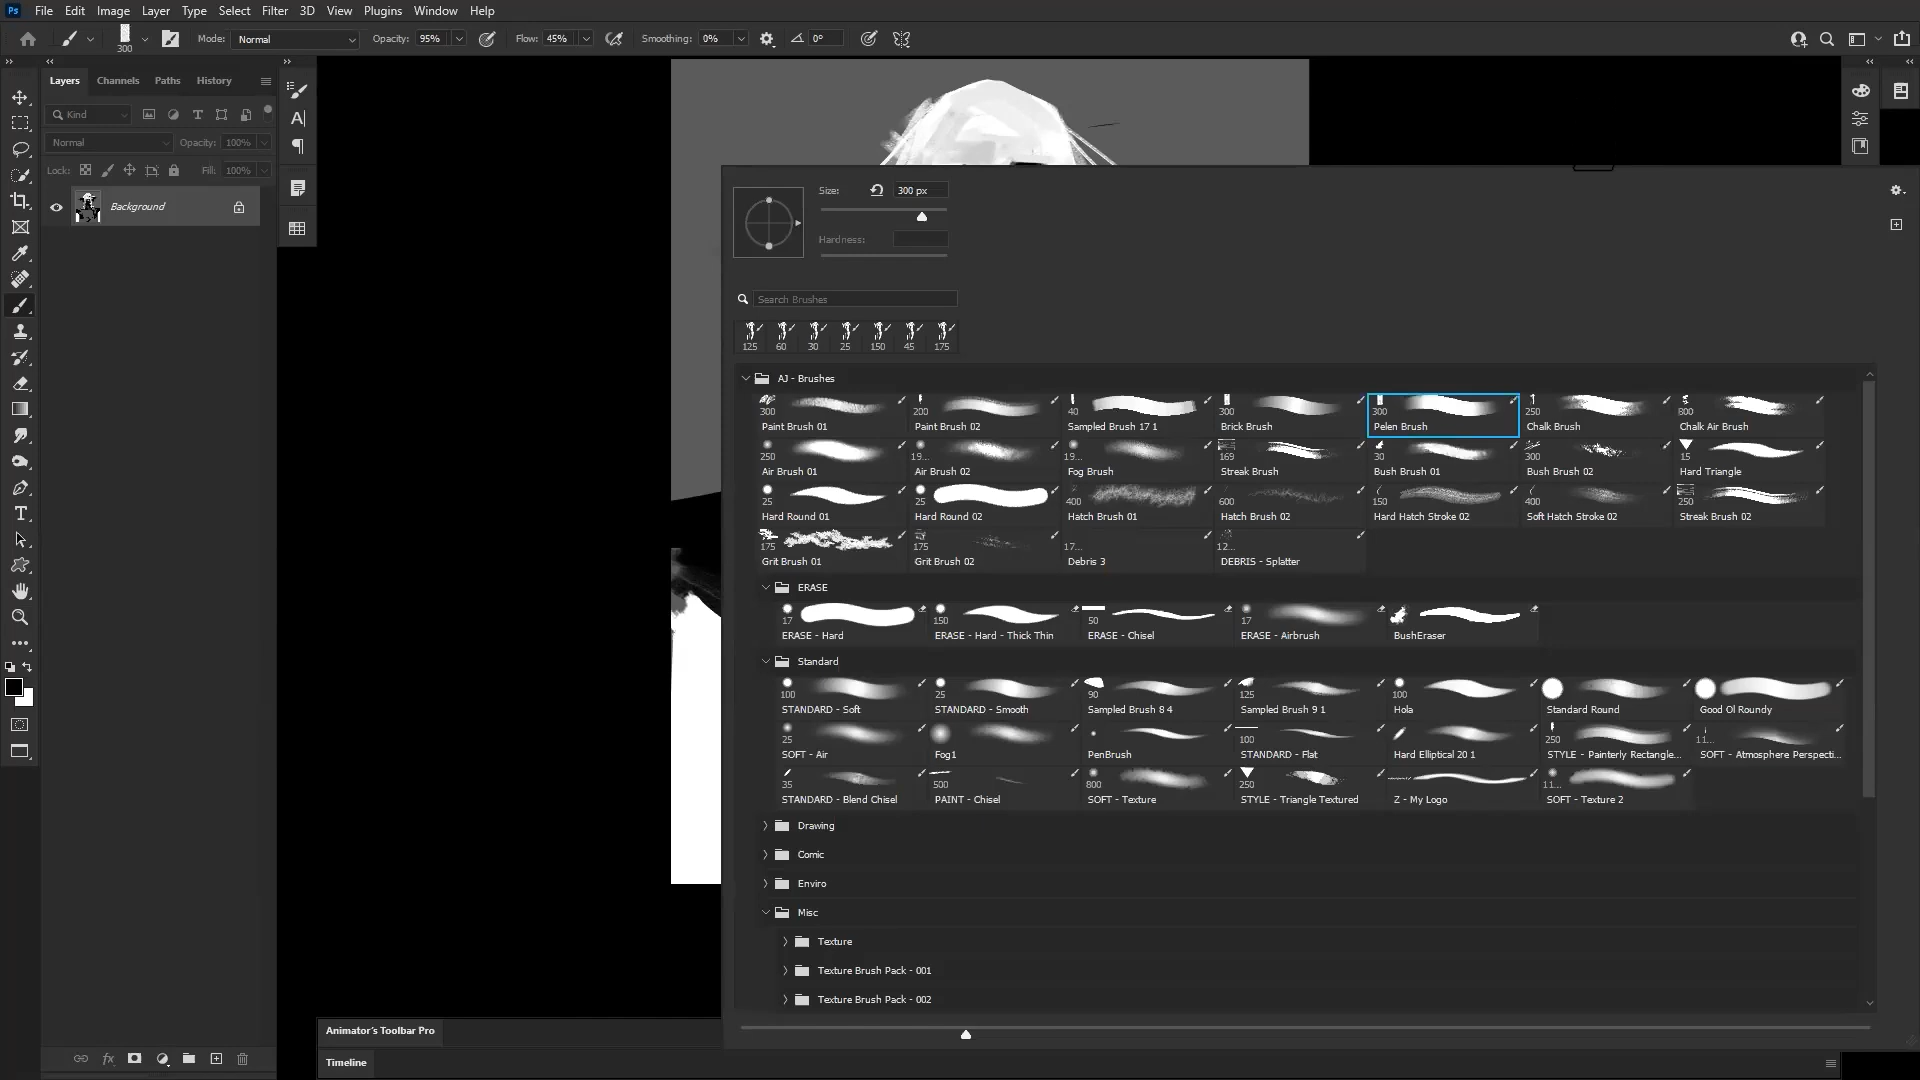 Ps File Edit Image Layer Type Select Filter 3D View Plugins Window Help
300 Mode: Normal Opacity: 95% Flow: 45% Smoothing: 0% 0°
Layers Channels Paths History
Kind
Normal Opacity: 100%
Lock: Fill: 100%
Background
Size: 300 px
Hardness:
Search Brushes
125 60 30 25 150 45 175
AJ - Brushes
300 200 40 300 300 250 800
Paint Brush 01 Paint Brush 02 Sampled Brush 17 1 Brick Brush Pelen Brush Chalk Brush Chalk Air Brush
250 19... 19... 169 30 300 15
Air Brush 01 Air Brush 02 Fog Brush Streak Brush Bush Brush 01 Bush Brush 02 Hard Triangle
25 25 400 600 150 400 250
Hard Round 01 Hard Round 02 Hatch Brush 01 Hatch Brush 02 Hard Hatch Stroke 02 Soft Hatch Stroke 02 Streak Brush 02
175 175 17... 12...
Grit Brush 01 Grit Brush 02 Debris 3 DEBRIS - Splatter
ERASE
17 150 50 17
ERASE - Hard ERASE - Hard - Thick Thin ERASE - Chisel ERASE - Airbrush BushEraser
Standard
100 25 90 125 100
STANDARD - Soft STANDARD - Smooth Sampled Brush 8 4 Sampled Brush 9 1 Hola Standard Round Good Ol Roundy
25 100 250 11...
SOFT - Air Fog1 PenBrush STANDARD - Flat Hard Elliptical 20 1 STYLE - Painterly Rectangle... SOFT - Atmosphere Perspecti...
35 500 800 250 11...
STANDARD - Blend Chisel PAINT - Chisel SOFT - Texture STYLE - Triangle Textured Z - My Logo SOFT - Texture 2
Drawing
Comic
Enviro
Misc
Texture
Texture Brush Pack - 001
Texture Brush Pack - 002
Animator's Toolbar Pro
Timeline